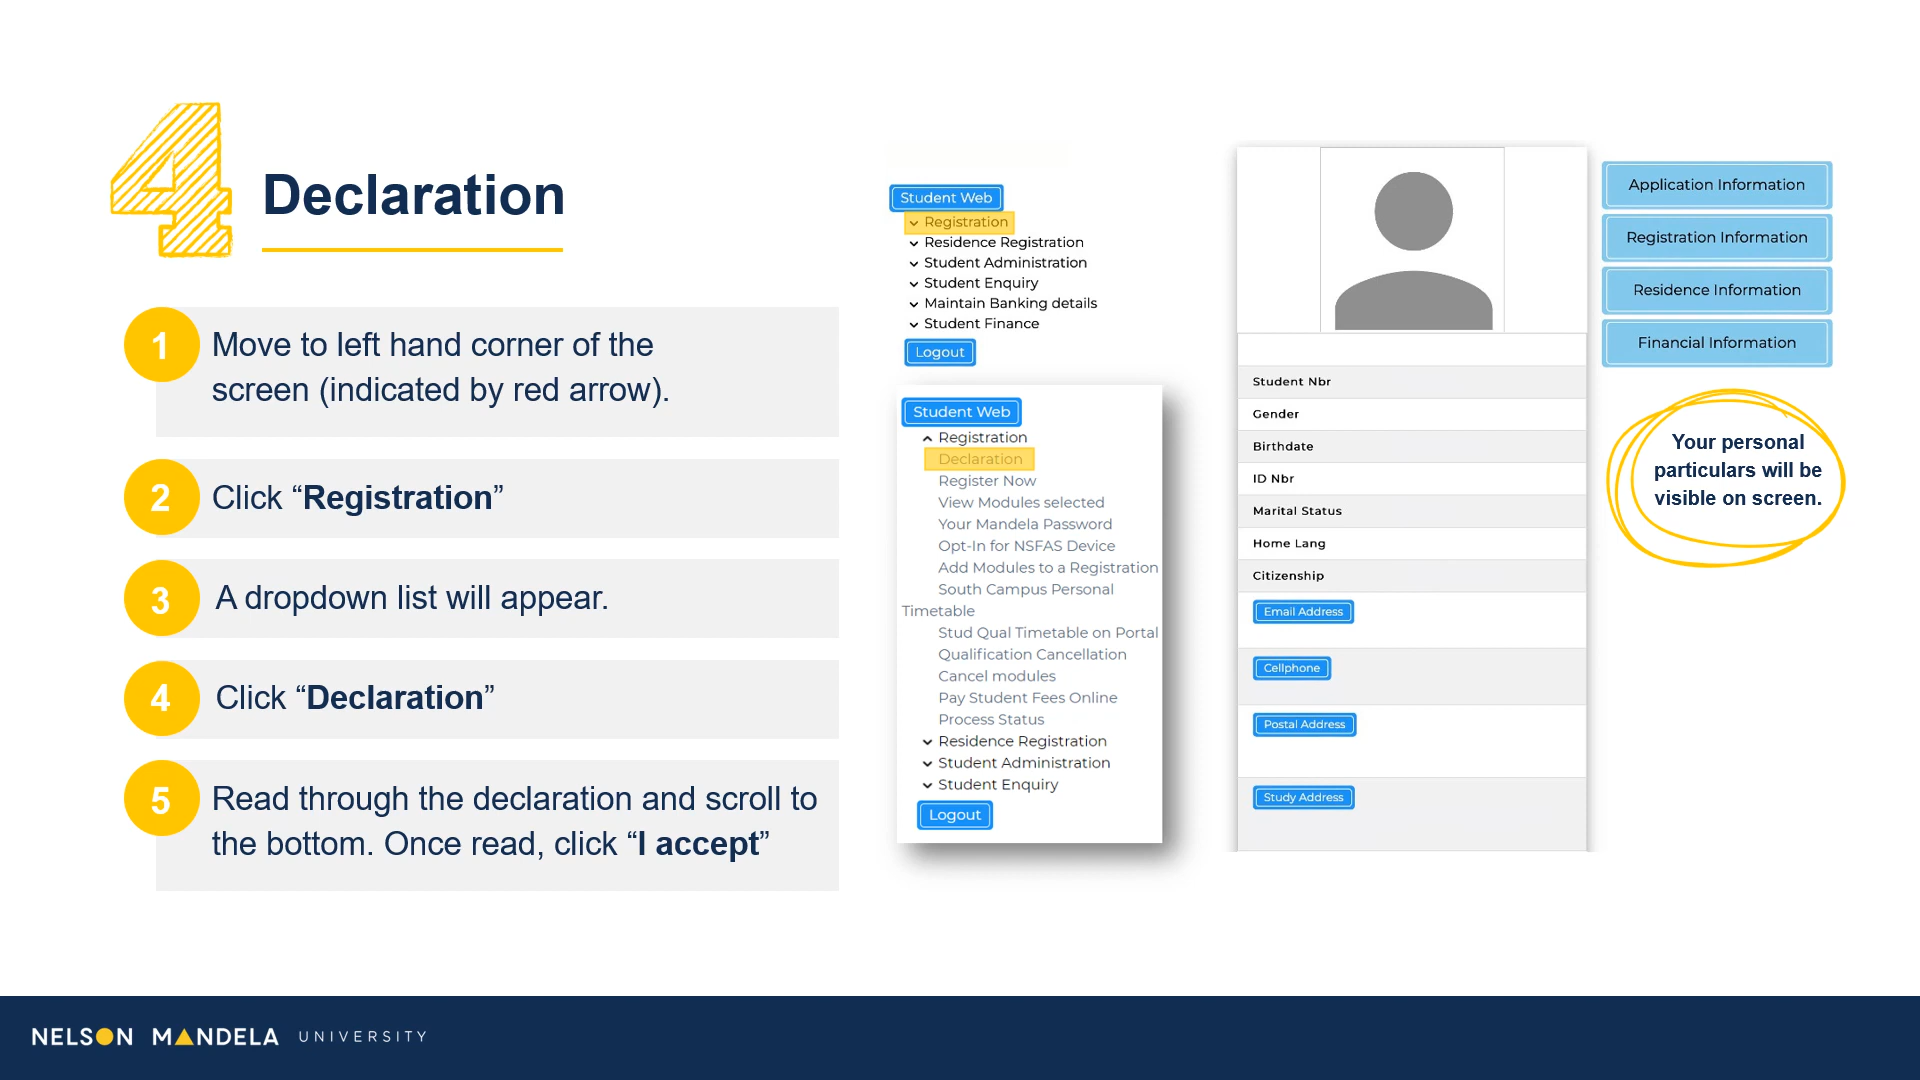 4
Declaration
1
Move to left hand corner of the
screen (indicated by red arrow).
2
Click “Registration”
3
A dropdown list will appear.
4
Click “Declaration”
5
Read through the declaration and scroll to
the bottom. Once read, click “I accept”
Student Web
Registration
Residence Registration
Student Administration
Student Enquiry
Maintain Banking details
Student Finance
Logout
Student Web
Registration
Declaration
Register Now
View Modules selected
Your Mandela Password
Opt-In for NSFAS Device
Add Modules to a Registration
South Campus Personal
Timetable
Stud Qual Timetable on Portal
Qualification Cancellation
Cancel modules
Pay Student Fees Online
Process Status
Residence Registration
Student Administration
Student Enquiry
Logout
Student Nbr
Gender
Birthdate
ID Nbr
Marital Status
Home Lang
Citizenship
Email Address
Cellphone
Postal Address
Study Address
Application Information
Registration Information
Residence Information
Financial Information
Your personal
particulars will be
visible on screen.
NELSON MANDELA UNIVERSITY